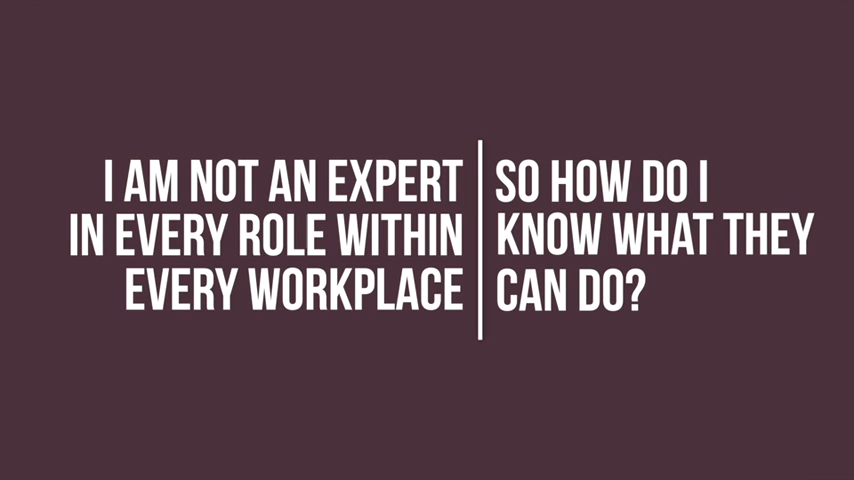 I AM NOT AN EXPERT
IN EVERY ROLE WITHIN
EVERY WORKPLACE
SO HOW DO I
KNOW WHAT THEY
CAN DO?